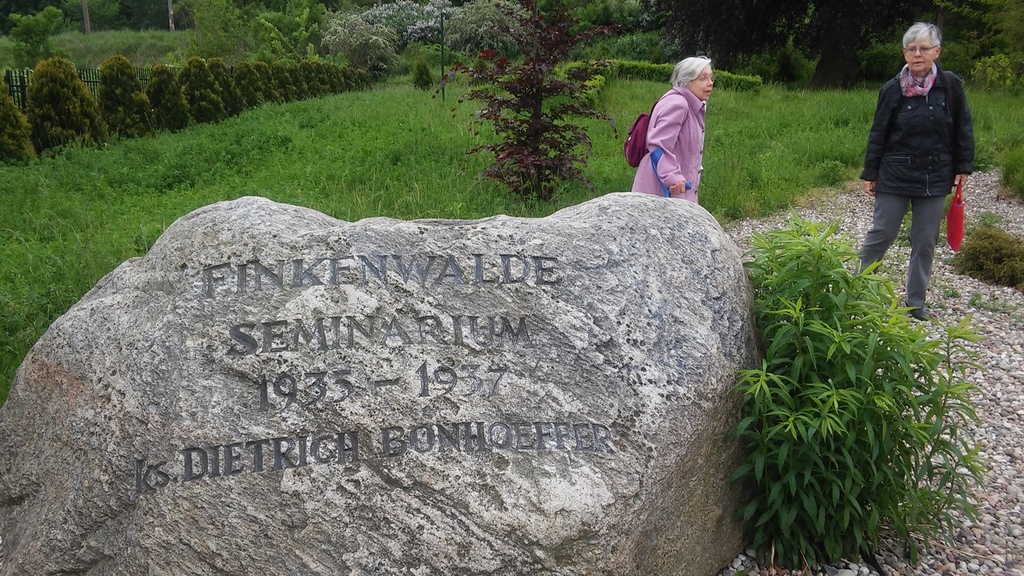 FINKENWALDE
SEMINARIUM
1935 - 1937
ks. DIETRICH BONHOEFFER